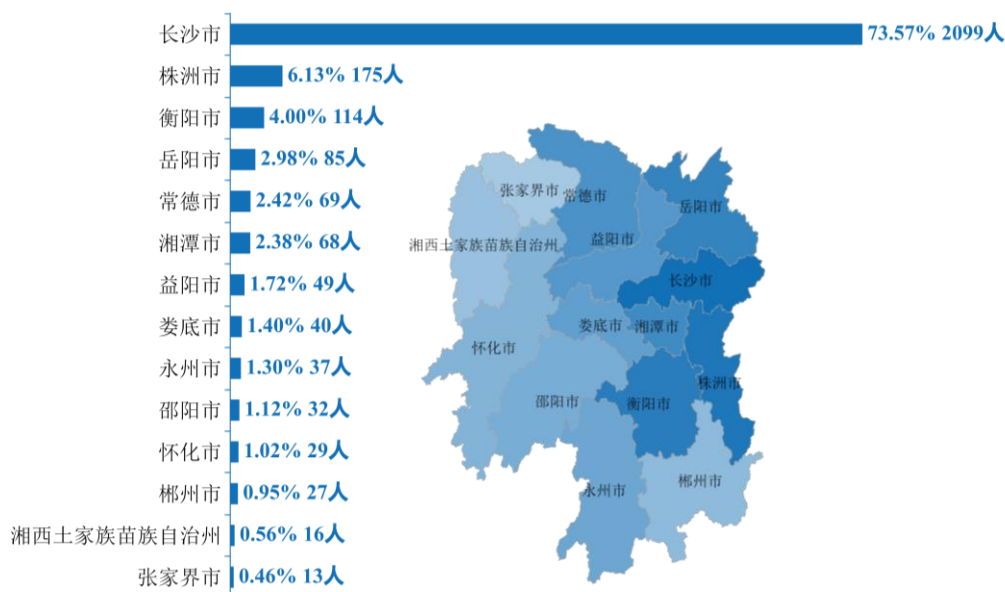 长沙市 73.57% 2099人
株洲市 6.13% 175人
衡阳市 4.00% 114人
岳阳市 2.98% 85人
常德市 2.42% 69人
湘潭市 2.38% 68人
益阳市 1.72% 49人
娄底市 1.40% 40人
永州市 1.30% 37人
邵阳市 1.12% 32人
怀化市 1.02% 29人
郴州市 0.95% 27人
湘西土家族苗族自治州 0.56% 16人
张家界市 0.46% 13人
张家界市
常德市
岳阳市
益阳市
湘西土家族苗族自治州
长沙市
娄底市
湘潭市
怀化市
株洲市
邵阳市
衡阳市
郴州市
永州市